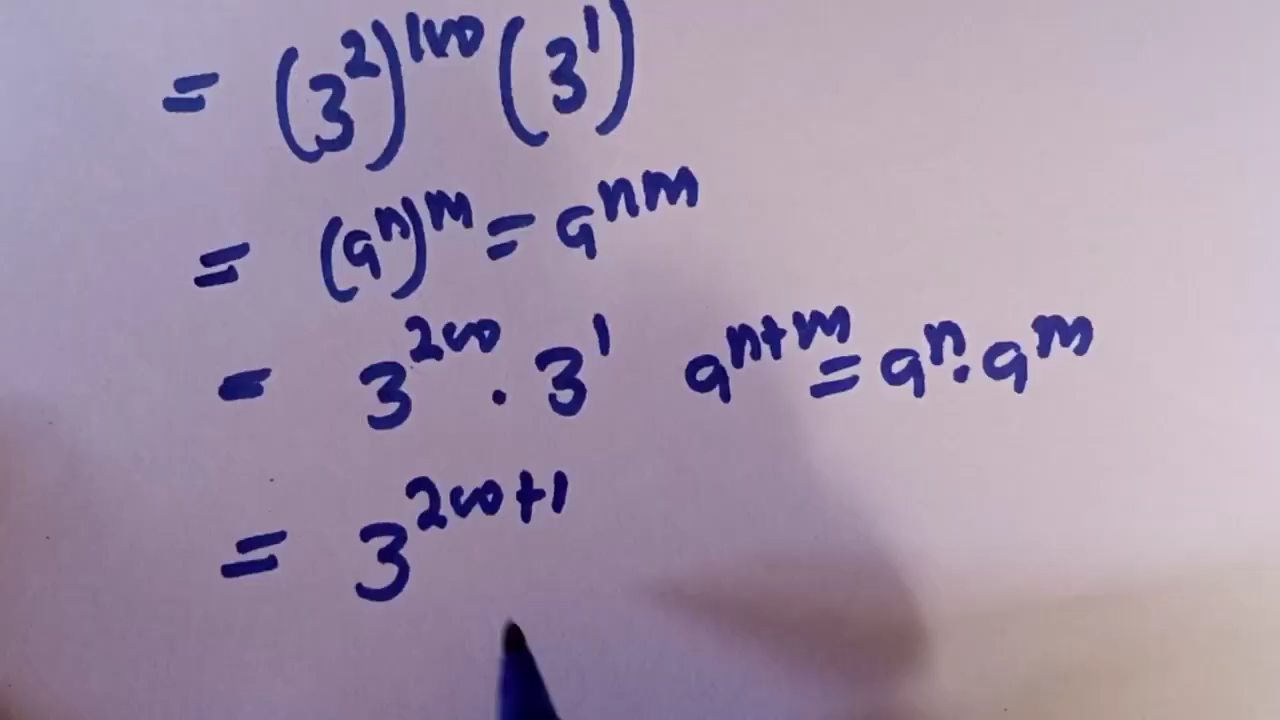 = (3²)¹⁰⁰ (3¹)
= (aⁿ)ᵐ = aⁿᵐ
= 3²⁰⁰ · 3¹ aⁿ⁺ᵐ = aⁿ · aᵐ
= 3²⁰⁰⁺¹